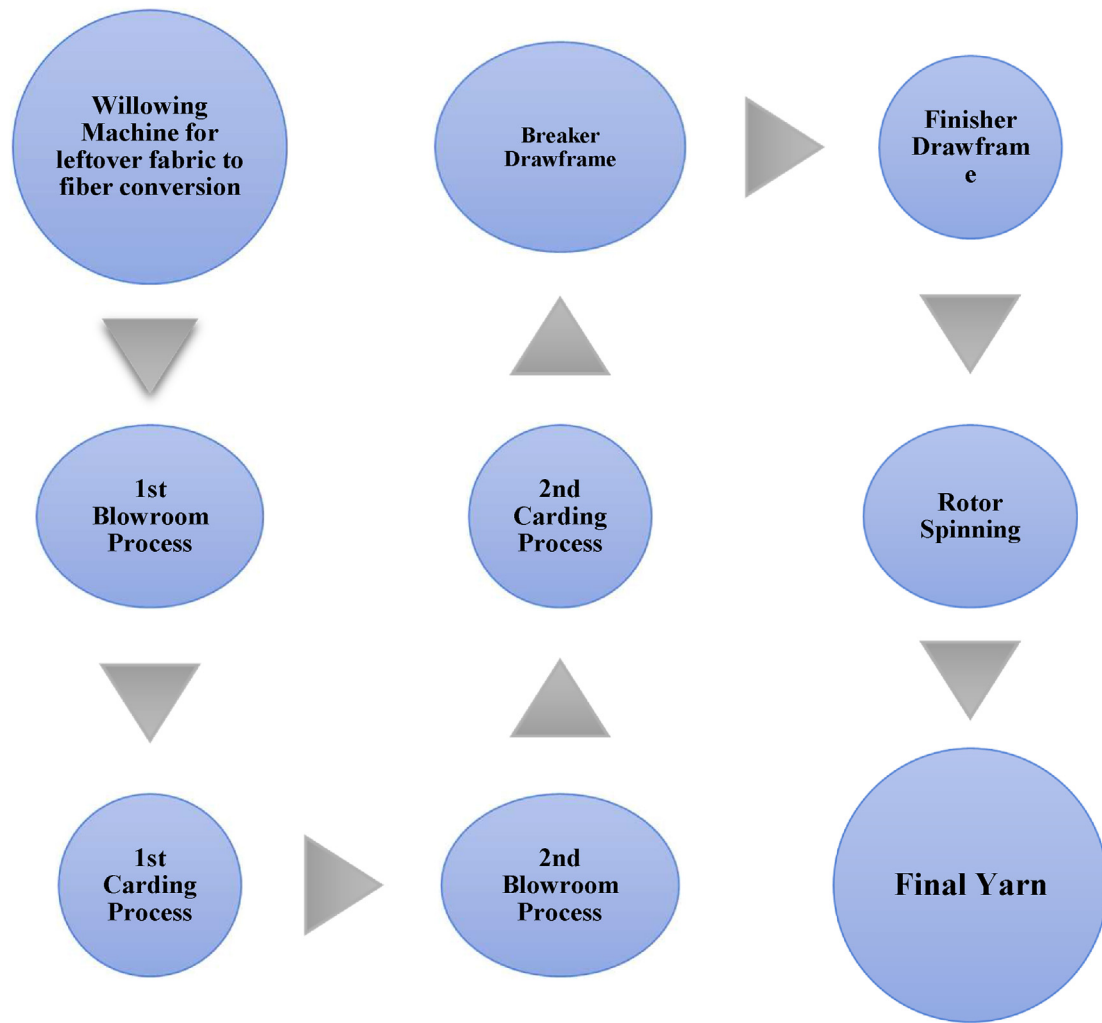 Willowing
Machine for
leftover fabric to
fiber conversion
1st
Blowroom
Process
1st
Carding
Process
2nd
Blowroom
Process
2nd
Carding
Process
Breaker
Drawframe
Finisher
Drawfram
e
Rotor
Spinning
Final Yarn